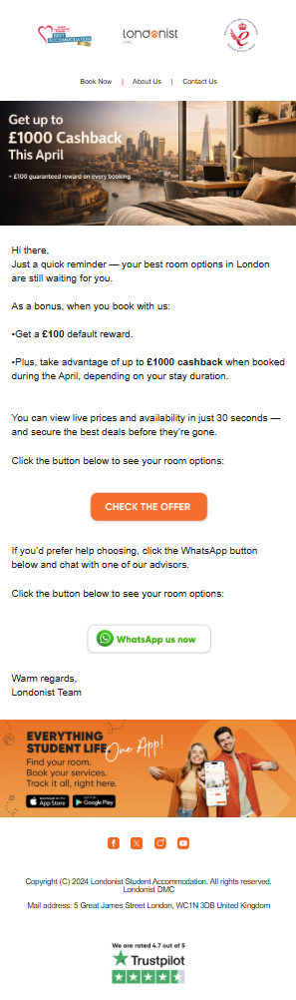 BEST
ACCOMMODATION
londonist
DMC
Book Now | About Us | Contact Us
Get up to
£1000 Cashback
This April
+ £100 guaranteed reward on every booking
Hi there,
Just a quick reminder — your best room options in London
are still waiting for you.
As a bonus, when you book with us:
•Get a £100 default reward.
•Plus, take advantage of up to £1000 cashback when booked
during the April, depending on your stay duration.
You can view live prices and availability in just 30 seconds —
and secure the best deals before they're gone.
Click the button below to see your room options:
CHECK THE OFFER
If you'd prefer help choosing, click the WhatsApp button
below and chat with one of our advisors.
Click the button below to see your room options:
WhatsApp us now
Warm regards,
Londonist Team
EVERYTHING
STUDENT LIFE
One App!
Find your room.
Book your services.
Track it all, right here.
App Store
Google Play
Copyright (C) 2024 Londonist Student Accommodation. All rights reserved.
Londonist DMC
Mail address: 5 Great James Street London, WC1N 3DB United Kingdom
We are rated 4.7 out of 5
Trustpilot